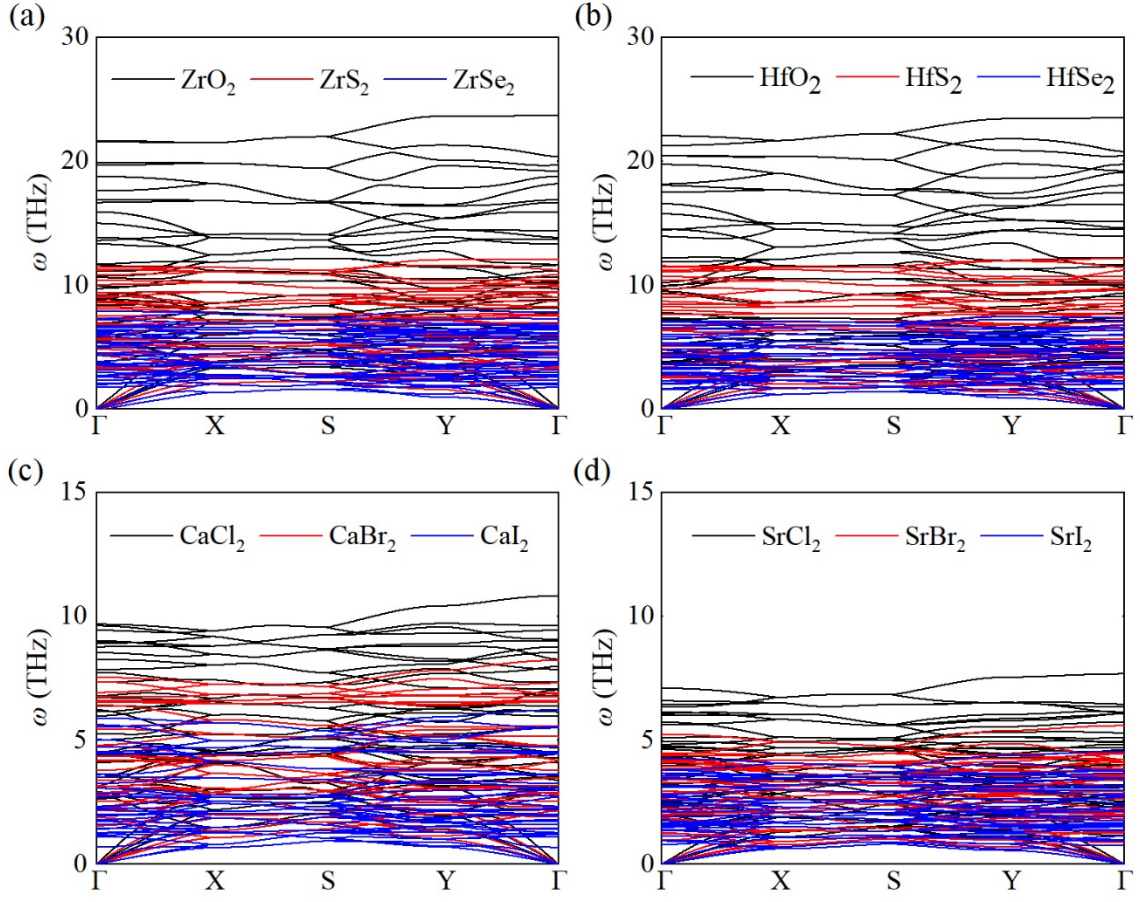 (a)
30
ZrO₂ ZrS₂ ZrSe₂
20
ω (THz)
10
0
Γ X S Y Γ
(b)
30
HfO₂ HfS₂ HfSe₂
20
ω (THz)
10
0
Γ X S Y Γ
(c)
15
CaCl₂ CaBr₂ CaI₂
10
ω (THz)
5
0
Γ X S Y Γ
(d)
15
SrCl₂ SrBr₂ SrI₂
10
ω (THz)
5
0
Γ X S Y Γ